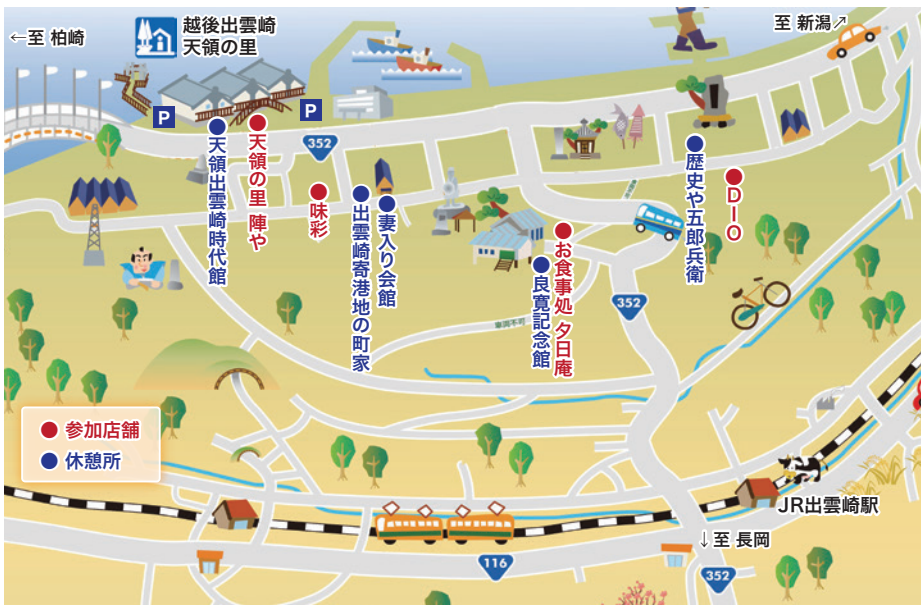 ←至 柏崎
越後出雲崎
天領の里
至 新潟↗
P
P
352
天領出雲崎時代館
天領の里 陣や
味彩
出雲崎寄港地の町家
妻入り会館
お食事処 夕日庵
良寛記念館
歴史や五郎兵衛
DIO
352
車両不可
参加店舗
休憩所
JR出雲崎駅
↓至 長岡
116
352